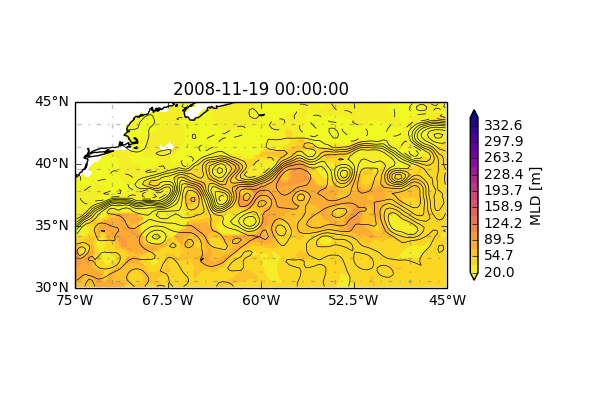 2008-11-19 00:00:00
45°N
40°N
35°N
30°N
75°W
67.5°W
60°W
52.5°W
45°W
332.6
297.9
263.2
228.4
193.7
158.9
124.2
89.5
54.7
20.0
MLD [m]